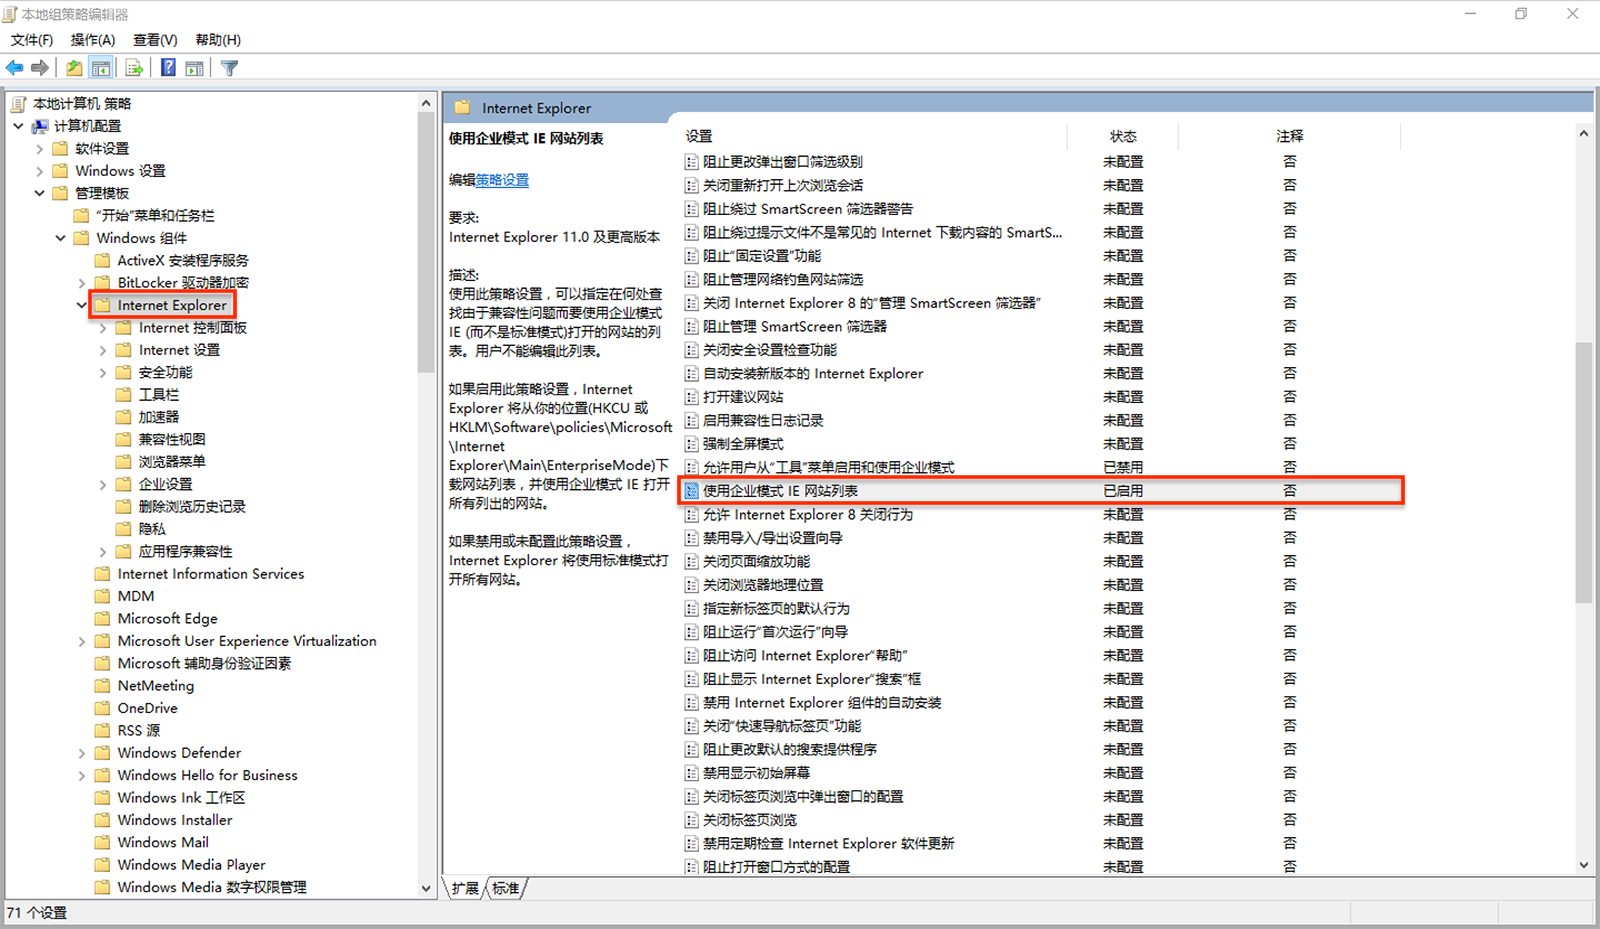 本地组策略编辑器
文件(F) 操作(A) 查看(V) 帮助(H)
本地计算机 策略
计算机配置
软件设置
Windows 设置
管理模板
“开始”菜单和任务栏
Windows 组件
ActiveX 安装程序服务
BitLocker 驱动器加密
Internet Explorer
Internet 控制面板
Internet 设置
安全功能
工具栏
加速器
兼容性视图
浏览器菜单
企业设置
删除浏览历史记录
隐私
应用程序兼容性
Internet Information Services
MDM
Microsoft Edge
Microsoft User Experience Virtualization
Microsoft 辅助身份验证因素
NetMeeting
OneDrive
RSS 源
Windows Defender
Windows Hello for Business
Windows Ink 工作区
Windows Installer
Windows Mail
Windows Media Player
Windows Media 数字权限管理
Internet Explorer
使用企业模式 IE 网站列表
编辑策略设置
要求:
Internet Explorer 11.0 及更高版本
描述:
使用此策略设置，可以指定在何处查
找由于兼容性问题而要使用企业模式
IE (而不是标准模式)打开的网站的列
表。用户不能编辑此列表。
如果启用此策略设置，Internet
Explorer 将从你的位置(HKCU 或
HKLM\Software\policies\Microsoft
\Internet
Explorer\Main\EnterpriseMode)下
载网站列表，并使用企业模式 IE 打开
所有列出的网站。
如果禁用或未配置此策略设置，
Internet Explorer 将使用标准模式打
开所有网站。
设置 状态 注释
阻止更改弹出窗口筛选级别 未配置 否
关闭重新打开上次浏览会话 未配置 否
阻止绕过 SmartScreen 筛选器警告 未配置 否
阻止绕过提示文件不是常见的 Internet 下载内容的 SmartS... 未配置 否
阻止“固定设置”功能 未配置 否
阻止管理网络钓鱼网站筛选 未配置 否
关闭 Internet Explorer 8 的“管理 SmartScreen 筛选器” 未配置 否
阻止管理 SmartScreen 筛选器 未配置 否
关闭安全设置检查功能 未配置 否
自动安装新版本的 Internet Explorer 未配置 否
打开建议网站 未配置 否
启用兼容性日志记录 未配置 否
强制全屏模式 未配置 否
允许用户从“工具”菜单启用和使用企业模式 已禁用 否
使用企业模式 IE 网站列表 已启用 否
允许 Internet Explorer 8 关闭行为 未配置 否
禁用导入/导出设置向导 未配置 否
关闭页面缩放功能 未配置 否
关闭浏览器地理位置 未配置 否
指定新标签页的默认行为 未配置 否
阻止运行“首次运行”向导 未配置 否
阻止访问 Internet Explorer“帮助” 未配置 否
阻止显示 Internet Explorer“搜索”框 未配置 否
禁用 Internet Explorer 组件的自动安装 未配置 否
关闭“快速导航标签页”功能 未配置 否
阻止更改默认的搜索提供程序 未配置 否
禁用显示初始屏幕 未配置 否
关闭标签页浏览中弹出窗口的配置 未配置 否
关闭标签页浏览 未配置 否
禁用定期检查 Internet Explorer 软件更新 未配置 否
阻止打开窗口方式的配置 未配置 否
扩展 标准
71 个设置